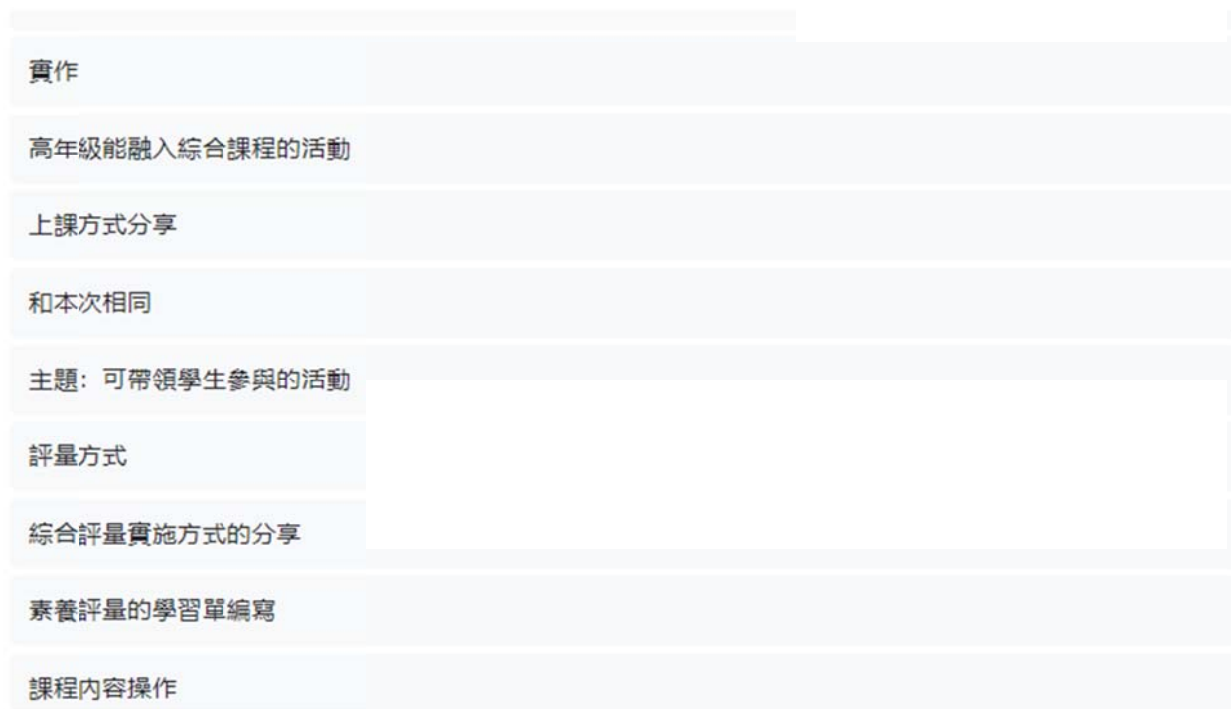 實作
高年級能融入綜合課程的活動
上課方式分享
和本次相同
主題：可帶領學生參與的活動
評量方式
綜合評量實施方式的分享
素養評量的學習單編寫
課程內容操作